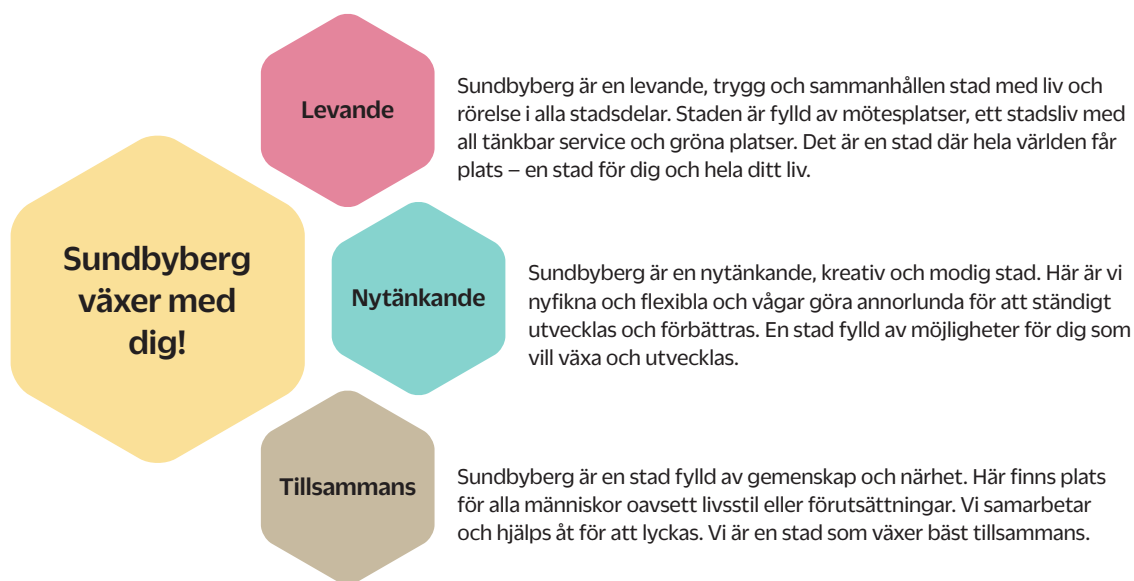 Sundbyberg
växer med
dig!
Levande
Sundbyberg är en levande, trygg och sammanhållen stad med liv och
rörelse i alla stadsdelar. Staden är fylld av mötesplatser, ett stadsliv med
all tänkbar service och gröna platser. Det är en stad där hela världen får
plats – en stad för dig och hela ditt liv.
Nytänkande
Sundbyberg är en nytänkande, kreativ och modig stad. Här är vi
nyfikna och flexibla och vågar göra annorlunda för att ständigt
utvecklas och förbättras. En stad fylld av möjligheter för dig som
vill växa och utvecklas.
Tillsammans
Sundbyberg är en stad fylld av gemenskap och närhet. Här finns plats
för alla människor oavsett livsstil eller förutsättningar. Vi samarbetar
och hjälps åt för att lyckas. Vi är en stad som växer bäst tillsammans.